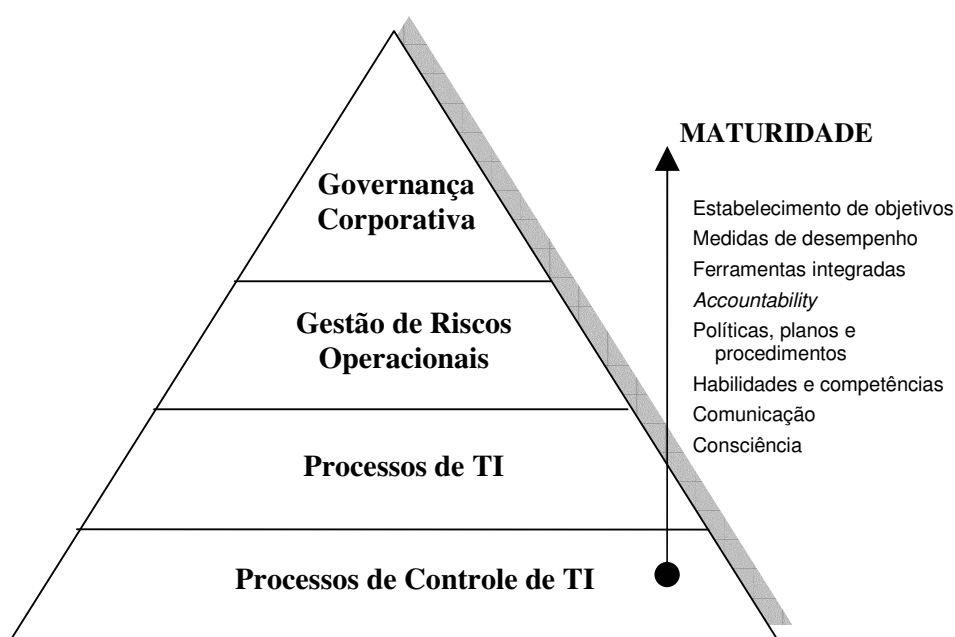 Governança
Corporativa
Gestão de Riscos
Operacionais
Processos de TI
Processos de Controle de TI
MATURIDADE
Estabelecimento de objetivos
Medidas de desempenho
Ferramentas integradas
Accountability
Políticas, planos e
procedimentos
Habilidades e competências
Comunicação
Consciência